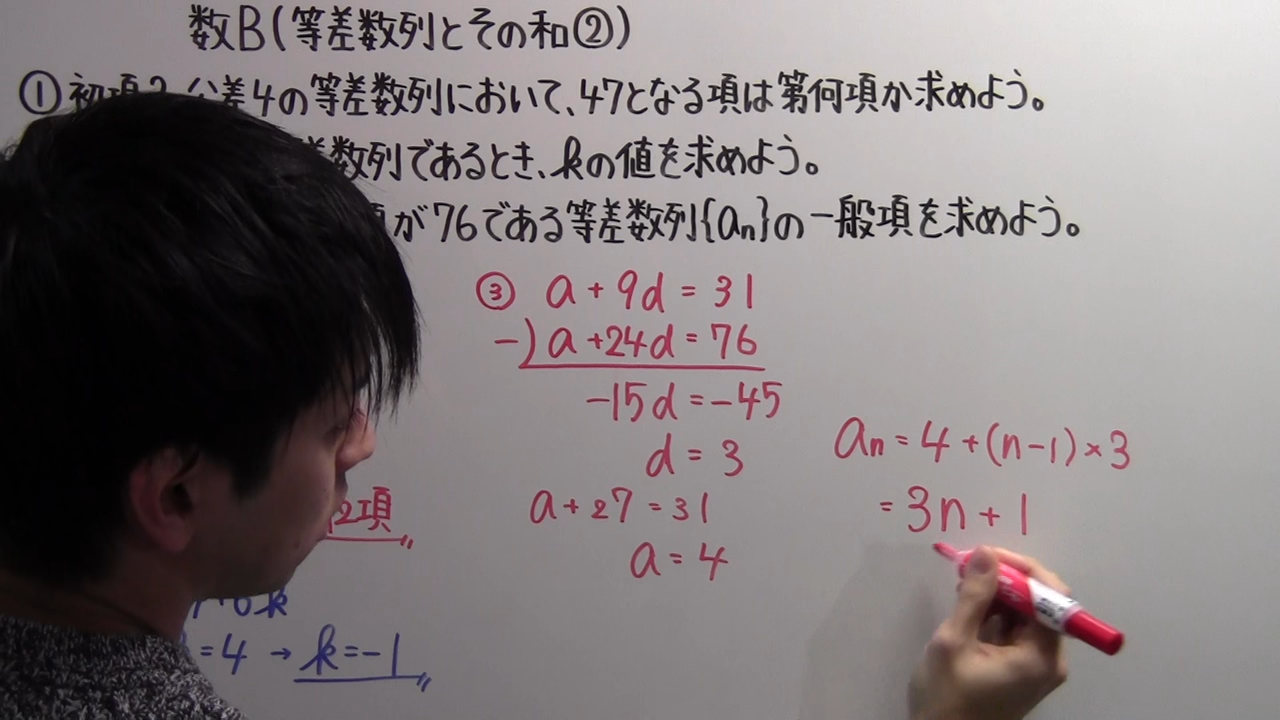 数B(等差数列とその和②)
① 公差4の等差数列において、47となる項は第何項か求めよう。
数列であるとき、kの値を求めよう。
が76である等差数列{an}の一般項を求めよう。
③ a+9d=31
-)a+24d=76
-15d=-45
d=3
a+27=31
a=4
an=4+(n-1)×3
=3n+1
2項
k
=4→k=-1